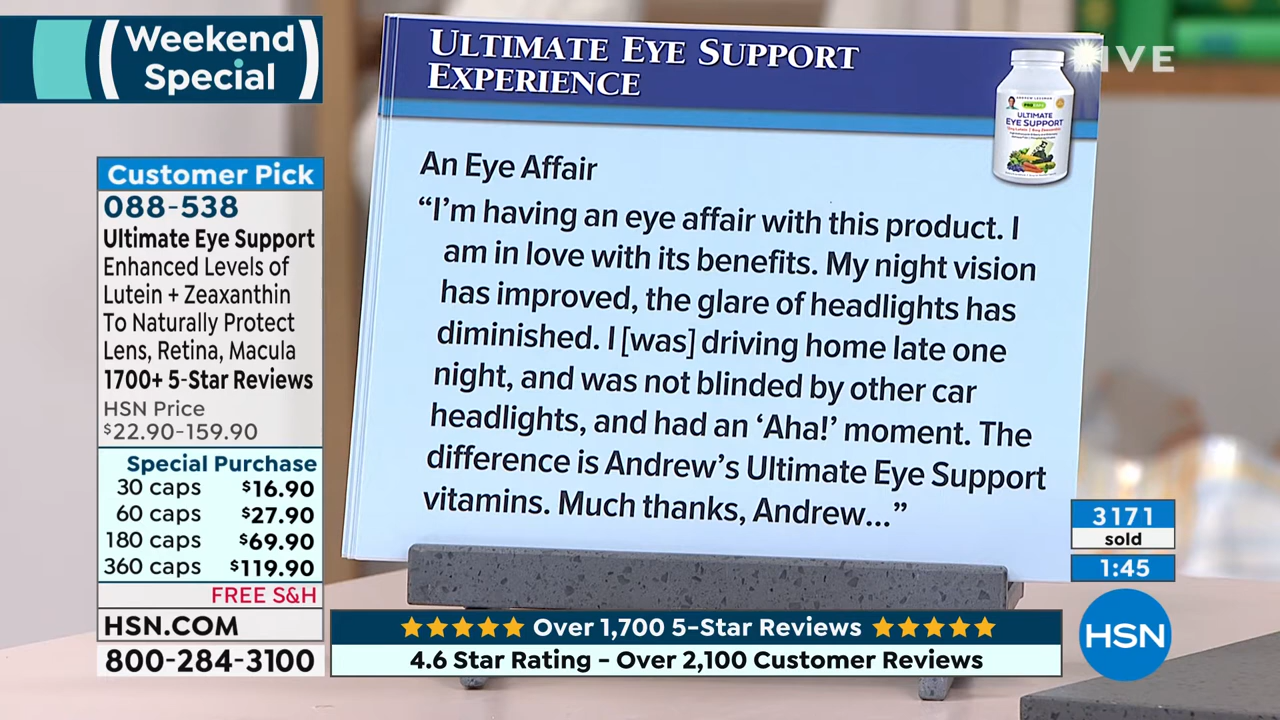 (Weekend Special)
Customer Pick
088-538
Ultimate Eye Support
Enhanced Levels of
Lutein + Zeaxanthin
To Naturally Protect
Lens, Retina, Macula
1700+ 5-Star Reviews
HSN Price
$22.90-159.90
Special Purchase
30 caps $16.90
60 caps $27.90
180 caps $69.90
360 caps $119.90
FREE S&H
HSN.COM
800-284-3100
ULTIMATE EYE SUPPORT
EXPERIENCE
ULTIMATE
EYE SUPPORT
An Eye Affair
“I’m having an eye affair with this product. I
am in love with its benefits. My night vision
has improved, the glare of headlights has
diminished. I [was] driving home late one
night, and was not blinded by other car
headlights, and had an ‘Aha!’ moment. The
difference is Andrew’s Ultimate Eye Support
vitamins. Much thanks, Andrew...”
LIVE
3171
sold
1:45
HSN
Over 1,700 5-Star Reviews
4.6 Star Rating – Over 2,100 Customer Reviews